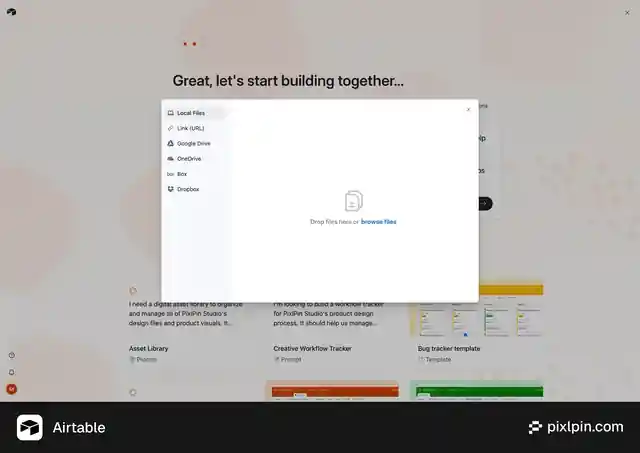 Great, let's start building together...
Local Files
Link (URL)
Google Drive
OneDrive
Box
Dropbox
Drop files here or browse files
I need a digital asset library to organize
and manage all of PixlPin Studio's
design files and product visuals. It...
I'm looking to build a workflow tracker
for PixlPin Studio's product design
process. It should help us manage...
Asset Library
Prompt
Creative Workflow Tracker
Prompt
Bug tracker template
Template
Airtable
pixlpin.com